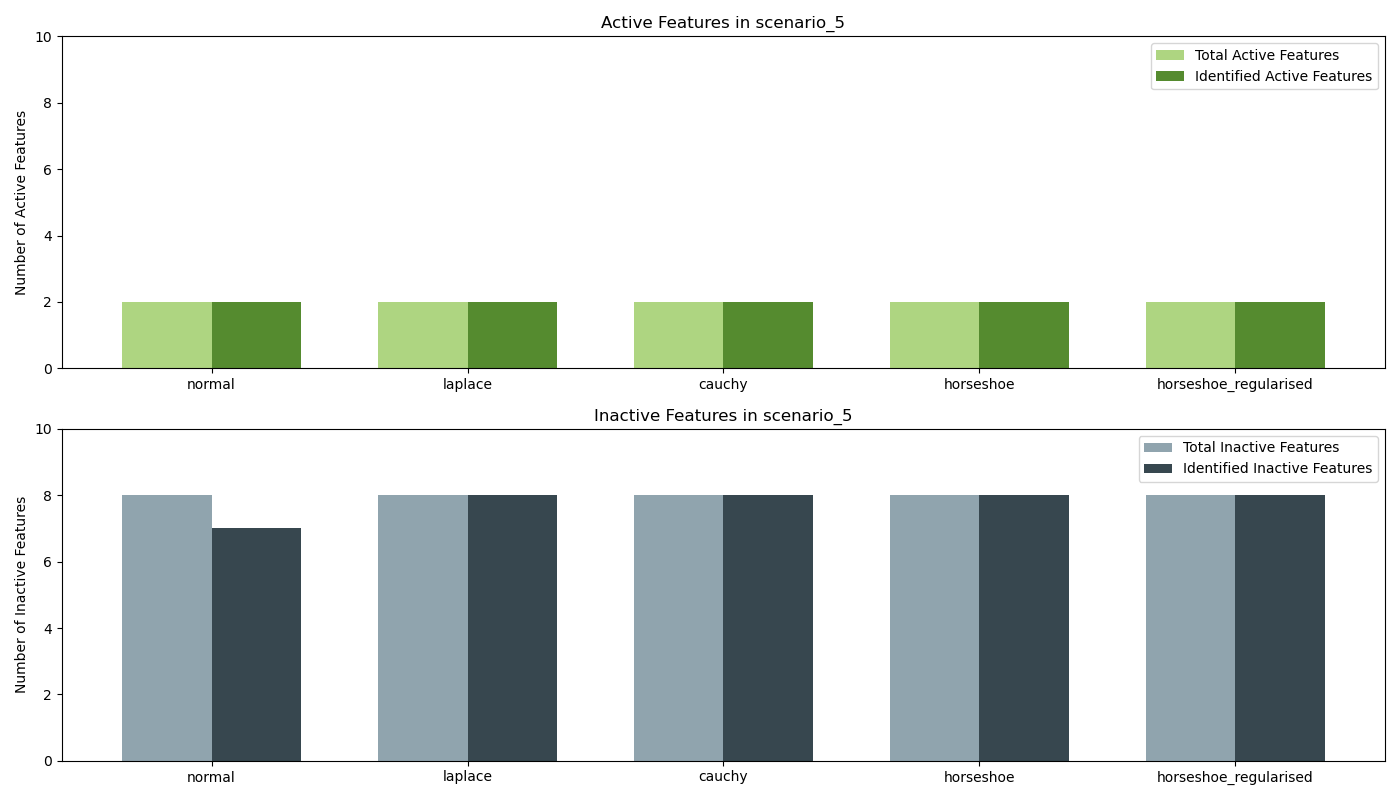 Active Features in scenario_5
Number of Active Features
10
8
6
4
2
0
Total Active Features
Identified Active Features
normal laplace cauchy horseshoe horseshoe_regularised
Inactive Features in scenario_5
Number of Inactive Features
10
8
6
4
2
0
Total Inactive Features
Identified Inactive Features
normal laplace cauchy horseshoe horseshoe_regularised